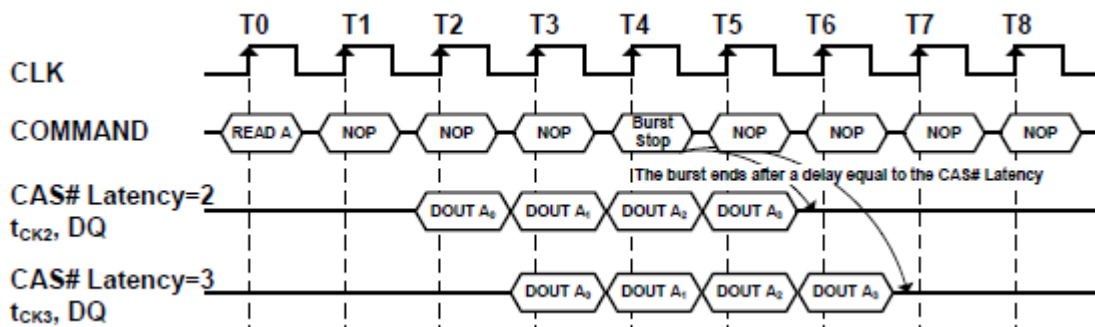 T0 T1 T2 T3 T4 T5 T6 T7 T8
CLK
COMMAND READ A NOP NOP NOP Burst Stop NOP NOP NOP NOP
The burst ends after a delay equal to the CAS# Latency
CAS# Latency=2
tCK2, DQ DOUT A₀ DOUT A₁ DOUT A₂ DOUT A₃
CAS# Latency=3
tCK3, DQ DOUT A₀ DOUT A₁ DOUT A₂ DOUT A₃